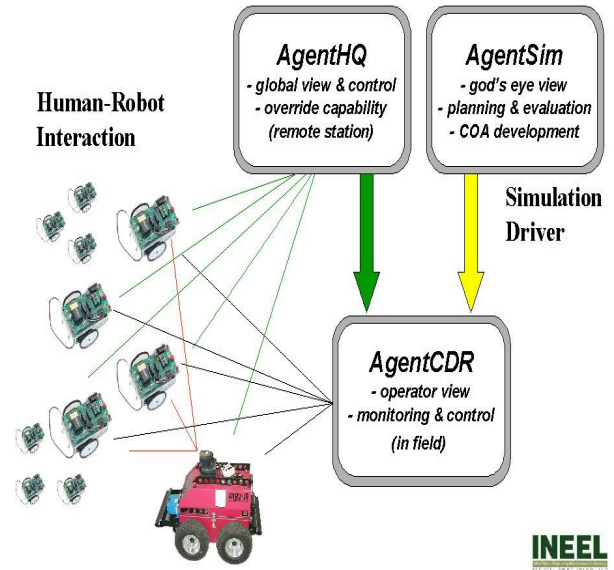 AgentHQ
- global view & control
- override capability
(remote station)
AgentSim
- god's eye view
- planning & evaluation
- COA development
Human-Robot
Interaction
Simulation
Driver
AgentCDR
- operator view
- monitoring & control
(in field)
INEEL